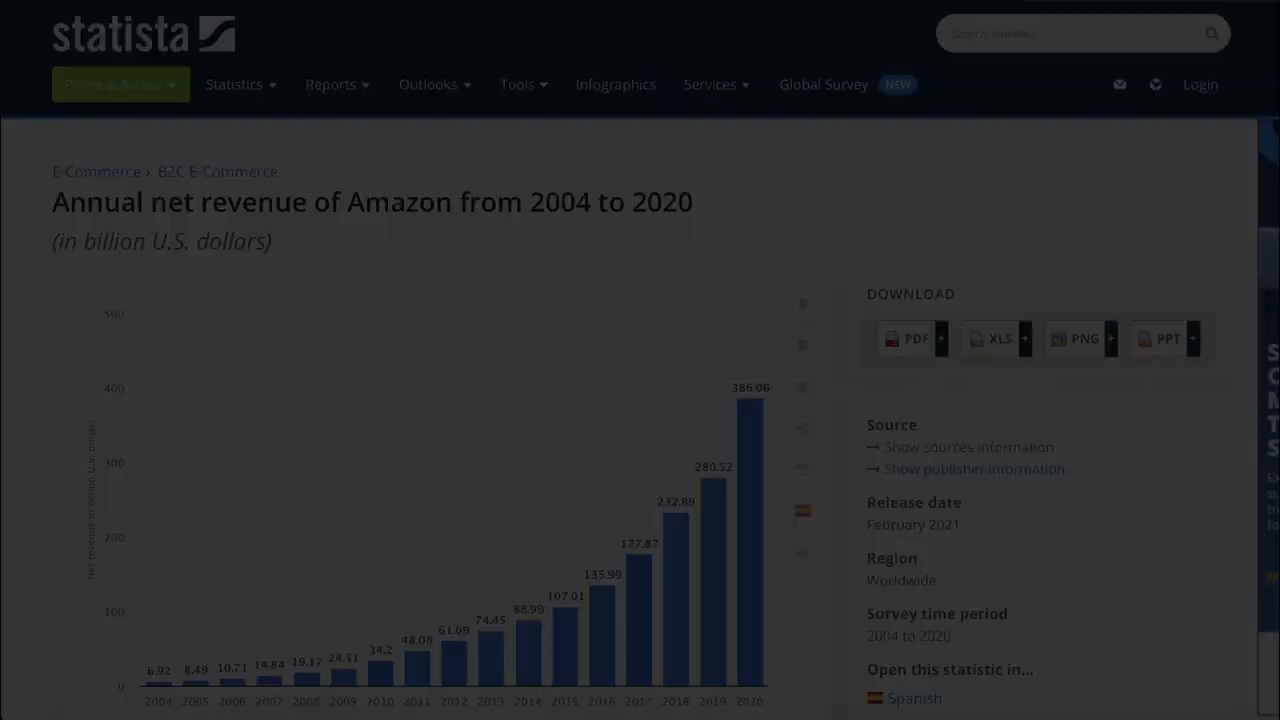 statista
Statistics
Reports
Outlooks
Tools
Infographics
Services
Global Survey
NEW
Login
E-Commerce › B2C E-Commerce
Annual net revenue of Amazon from 2004 to 2020
(in billion U.S. dollars)
DOWNLOAD
PDF +
XLS +
PNG +
PPT +
Net revenue in billion U.S. dollars
500
400
300
200
100
0
6.92
8.49
10.71
14.84
19.17
24.51
34.2
48.08
61.09
74.45
88.99
107.01
135.99
177.87
232.89
280.52
386.06
2004 2005 2006 2007 2008 2009 2010 2011 2012 2013 2014 2015 2016 2017 2018 2019 2020
Source
→ Show sources information
→ Show publisher information
Release date
February 2021
Region
Worldwide
Survey time period
2004 to 2020
Open this statistic in...
Spanish